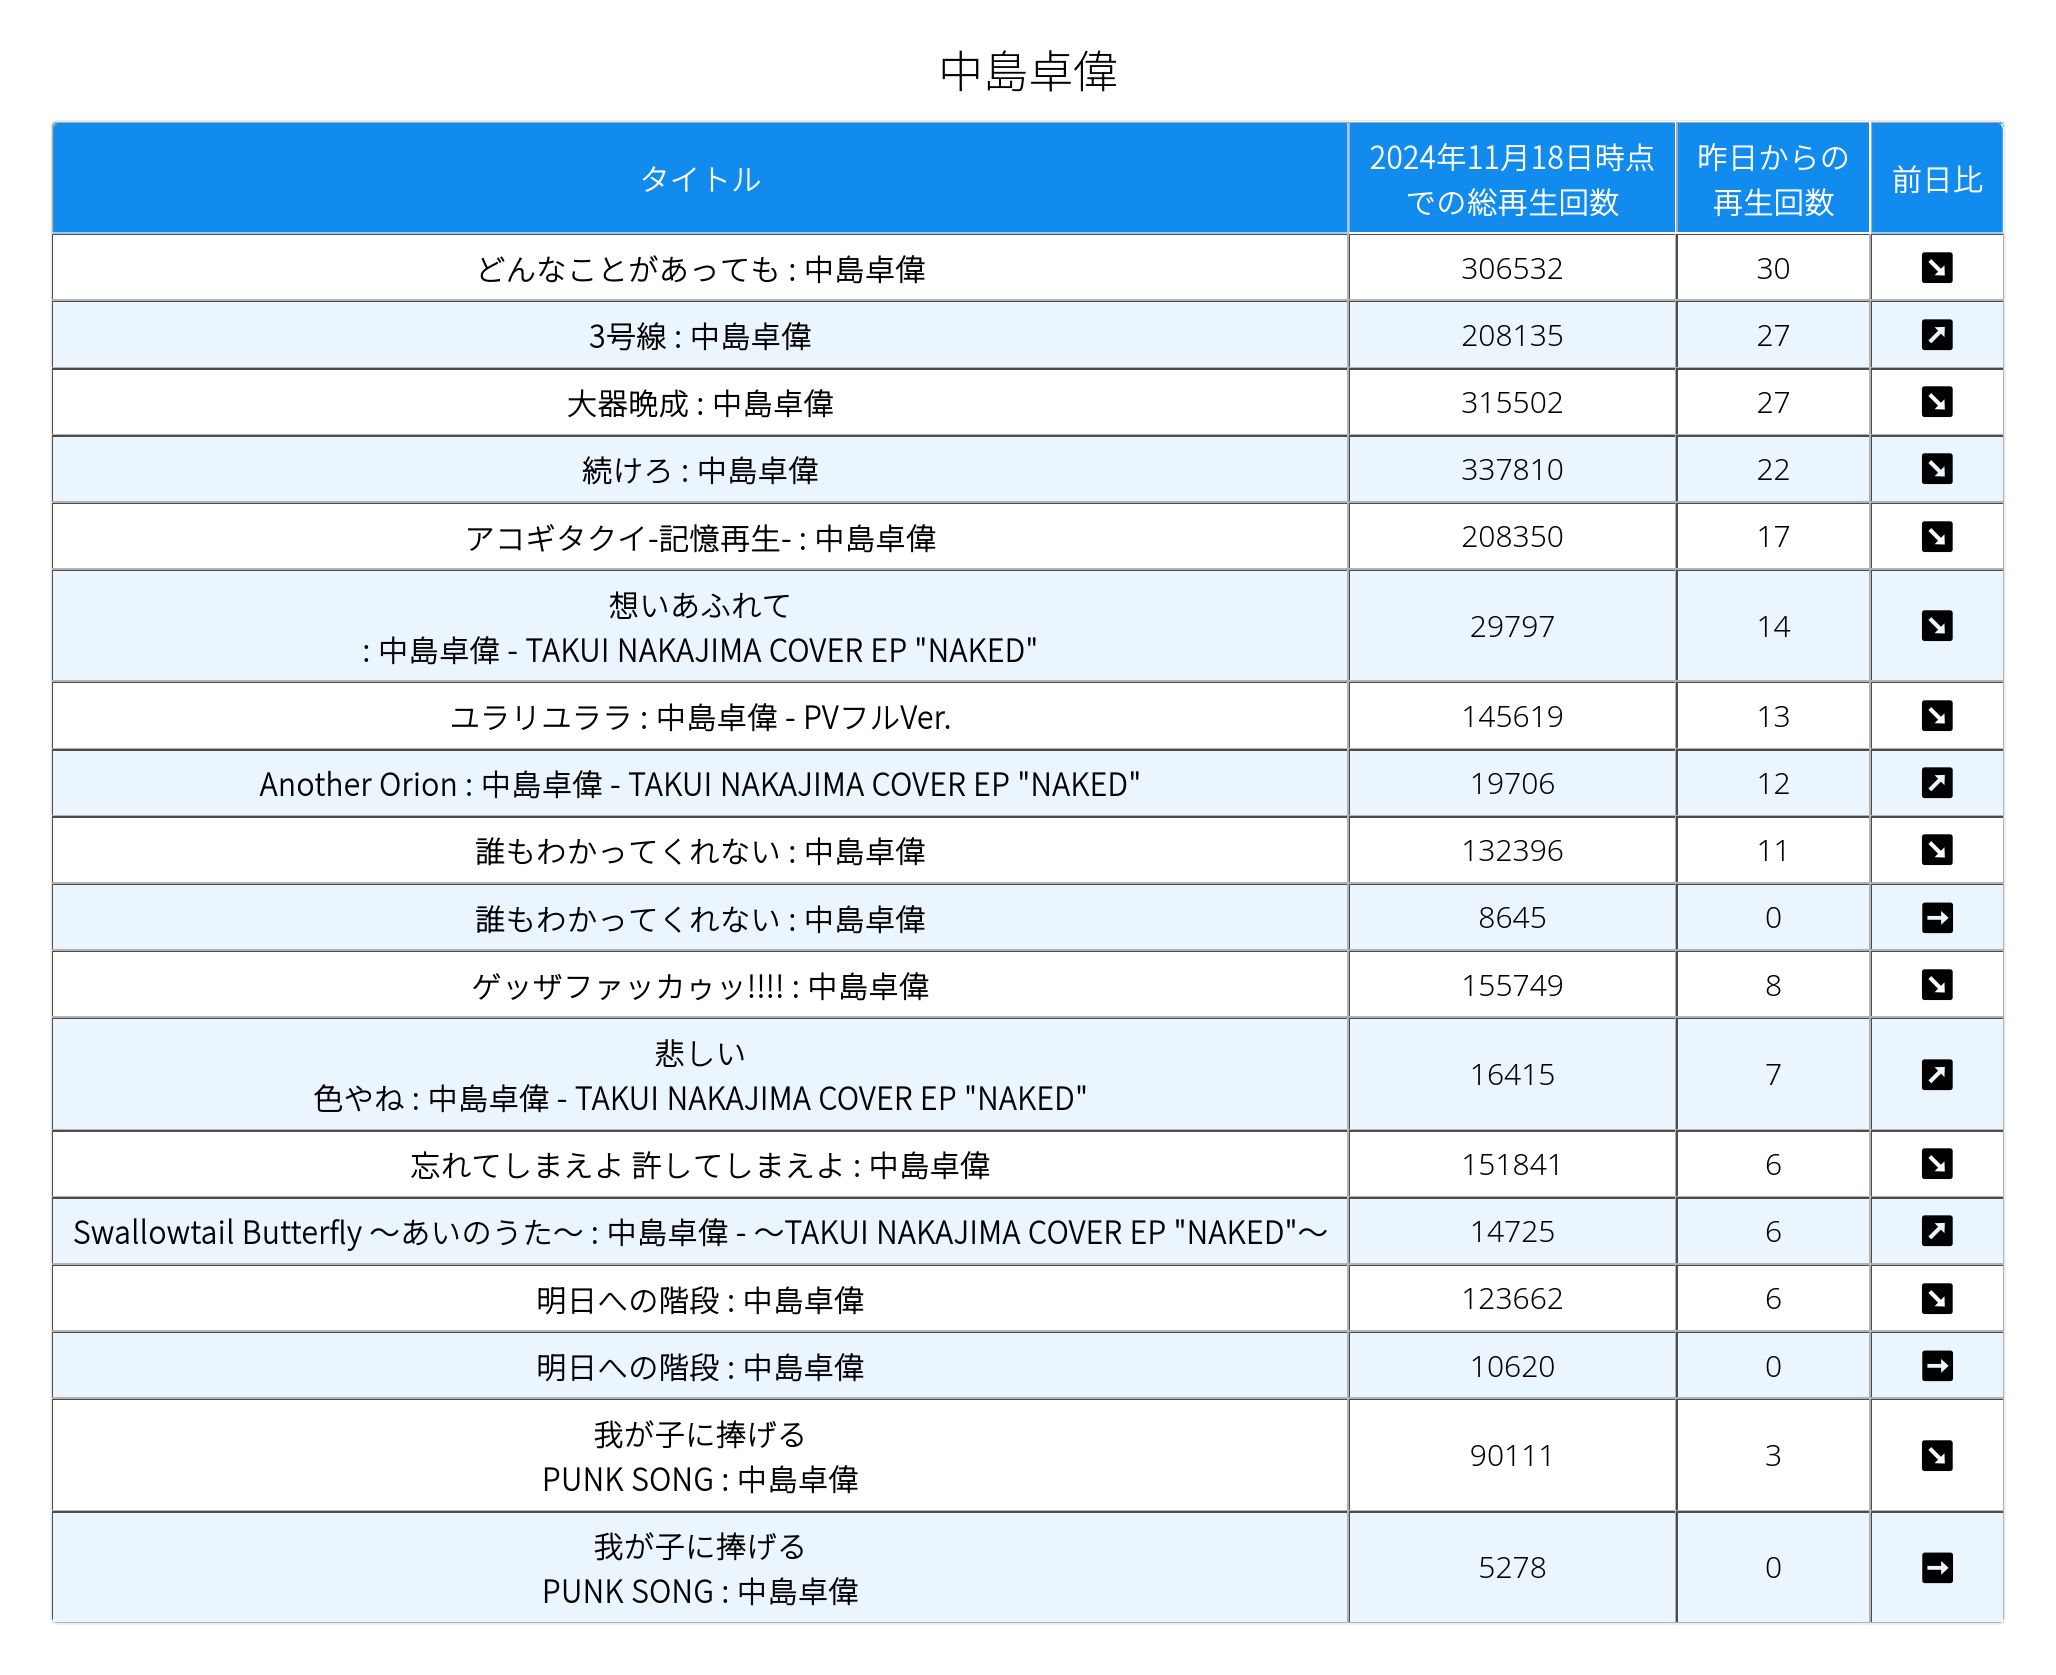 中島卓偉
タイトル
2024年11月18日時点
での総再生回数
昨日からの
再生回数
前日比
どんなことがあっても : 中島卓偉
306532
30
3号線 : 中島卓偉
208135
27
大器晩成 : 中島卓偉
315502
27
続けろ : 中島卓偉
337810
22
アコギタクイ-記憶再生- : 中島卓偉
208350
17
想いあふれて
: 中島卓偉 - TAKUI NAKAJIMA COVER EP "NAKED"
29797
14
ユラリユララ : 中島卓偉 - PVフルVer.
145619
13
Another Orion : 中島卓偉 - TAKUI NAKAJIMA COVER EP "NAKED"
19706
12
誰もわかってくれない : 中島卓偉
132396
11
誰もわかってくれない : 中島卓偉
8645
0
ゲッザファッカゥッ!!!! : 中島卓偉
155749
8
悲しい
色やね : 中島卓偉 - TAKUI NAKAJIMA COVER EP "NAKED"
16415
7
忘れてしまえよ 許してしまえよ : 中島卓偉
151841
6
Swallowtail Butterfly 〜あいのうた〜 : 中島卓偉 - 〜TAKUI NAKAJIMA COVER EP "NAKED"〜
14725
6
明日への階段 : 中島卓偉
123662
6
明日への階段 : 中島卓偉
10620
0
我が子に捧げる
PUNK SONG : 中島卓偉
90111
3
我が子に捧げる
PUNK SONG : 中島卓偉
5278
0